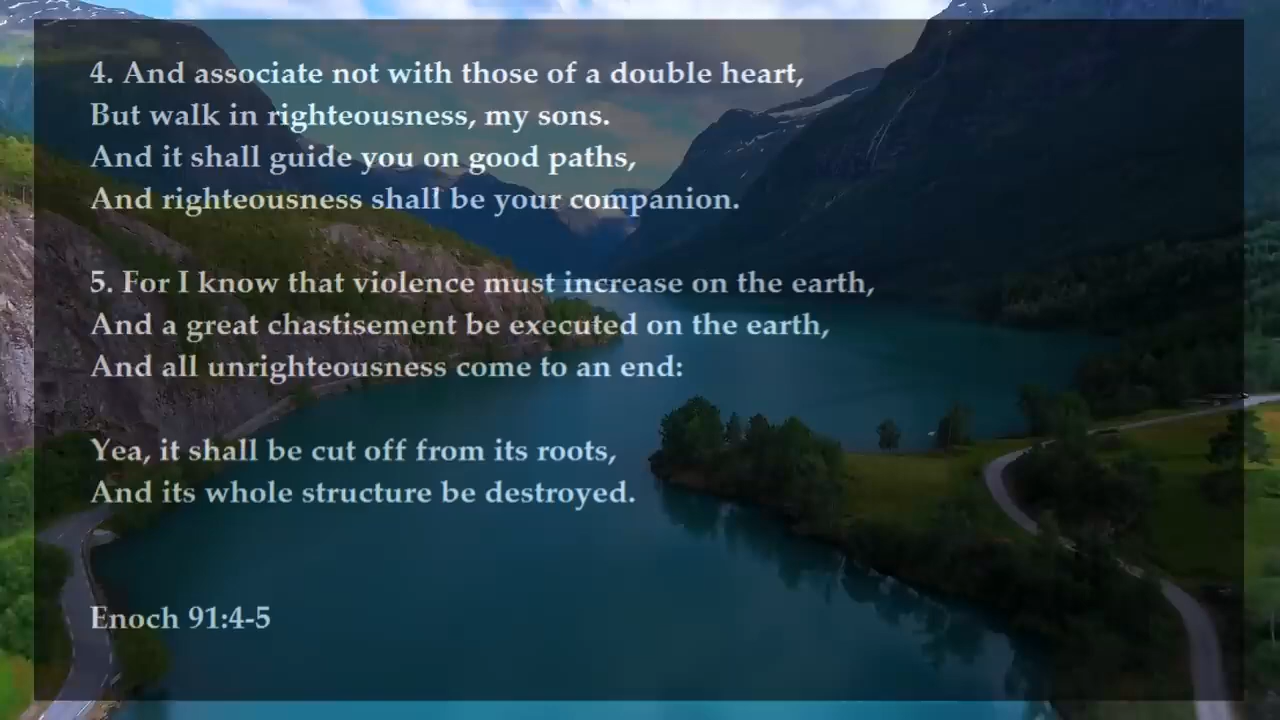 4. And associate not with those of a double heart,
But walk in righteousness, my sons.
And it shall guide you on good paths,
And righteousness shall be your companion.
5. For I know that violence must increase on the earth,
And a great chastisement be executed on the earth,
And all unrighteousness come to an end:
Yea, it shall be cut off from its roots,
And its whole structure be destroyed.
Enoch 91:4-5